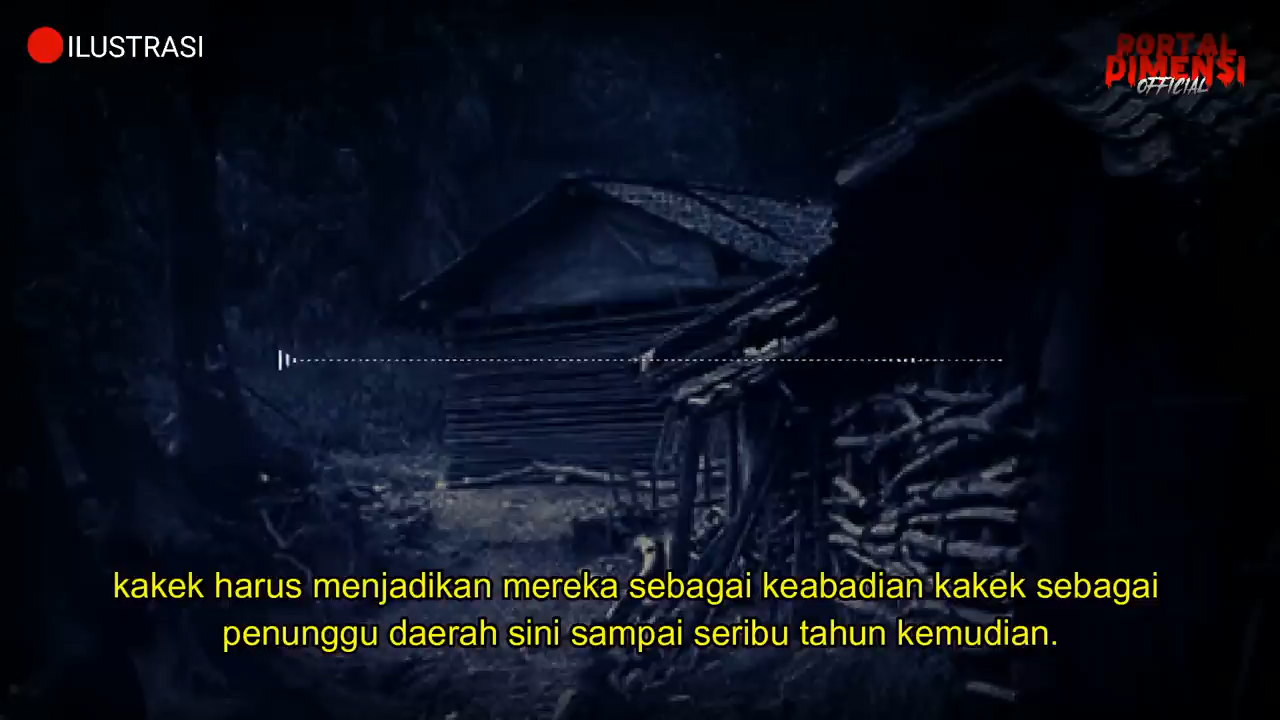 ILUSTRASI
PORTAL
DIMENSI
OFFICIAL
kakek harus menjadikan mereka sebagai keabadian kakek sebagai
penunggu daerah sini sampai seribu tahun kemudian.